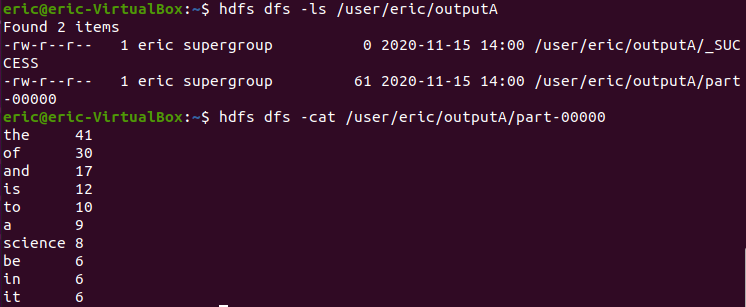 eric@eric-VirtualBox:~$ hdfs dfs -ls /user/eric/outputA
Found 2 items
-rw-r--r--   1 eric supergroup          0 2020-11-15 14:00 /user/eric/outputA/_SUC
CESS
-rw-r--r--   1 eric supergroup         61 2020-11-15 14:00 /user/eric/outputA/part
-00000
eric@eric-VirtualBox:~$ hdfs dfs -cat /user/eric/outputA/part-00000
the     41
of      30
and     17
is      12
to      10
a       9
science 8
be      6
in      6
it      6